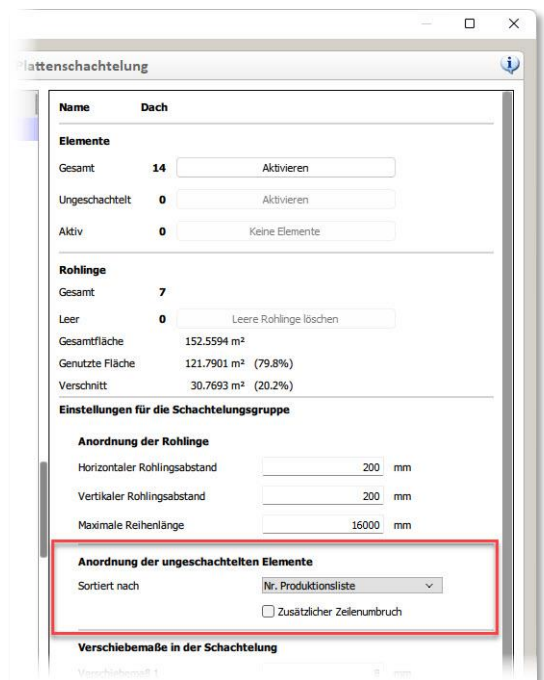 Plattenschachtelung
Name Dach
Elemente
Gesamt 14 Aktivieren
Ungeschachtelt 0 Aktivieren
Aktiv 0 Keine Elemente
Rohlinge
Gesamt 7
Leer 0 Leere Rohlinge löschen
Gesamtfläche 152.5594 m²
Genutzte Fläche 121.7901 m² (79.8%)
Verschnitt 30.7693 m² (20.2%)
Einstellungen für die Schachtelungsgruppe
Anordnung der Rohlinge
Horizontaler Rohlingsabstand 200 mm
Vertikaler Rohlingsabstand 200 mm
Maximale Reihenlänge 16000 mm
Anordnung der ungeschachtelten Elemente
Sortiert nach Nr. Produktionsliste
Zusätzlicher Zeilenumbruch
Verschiebemaße in der Schachtelung
Verschiebemaß 1 mm